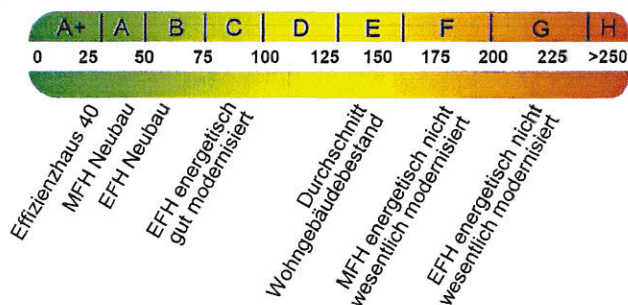 A+ A B C D E F G H
0 25 50 75 100 125 150 175 200 225 >250
Effizienzhaus 40
MFH Neubau
EFH Neubau
EFH energetisch
gut modernisiert
Durchschnitt
Wohngebäudebestand
MFH energetisch nicht
wesentlich modernisiert
EFH energetisch nicht
wesentlich modernisiert